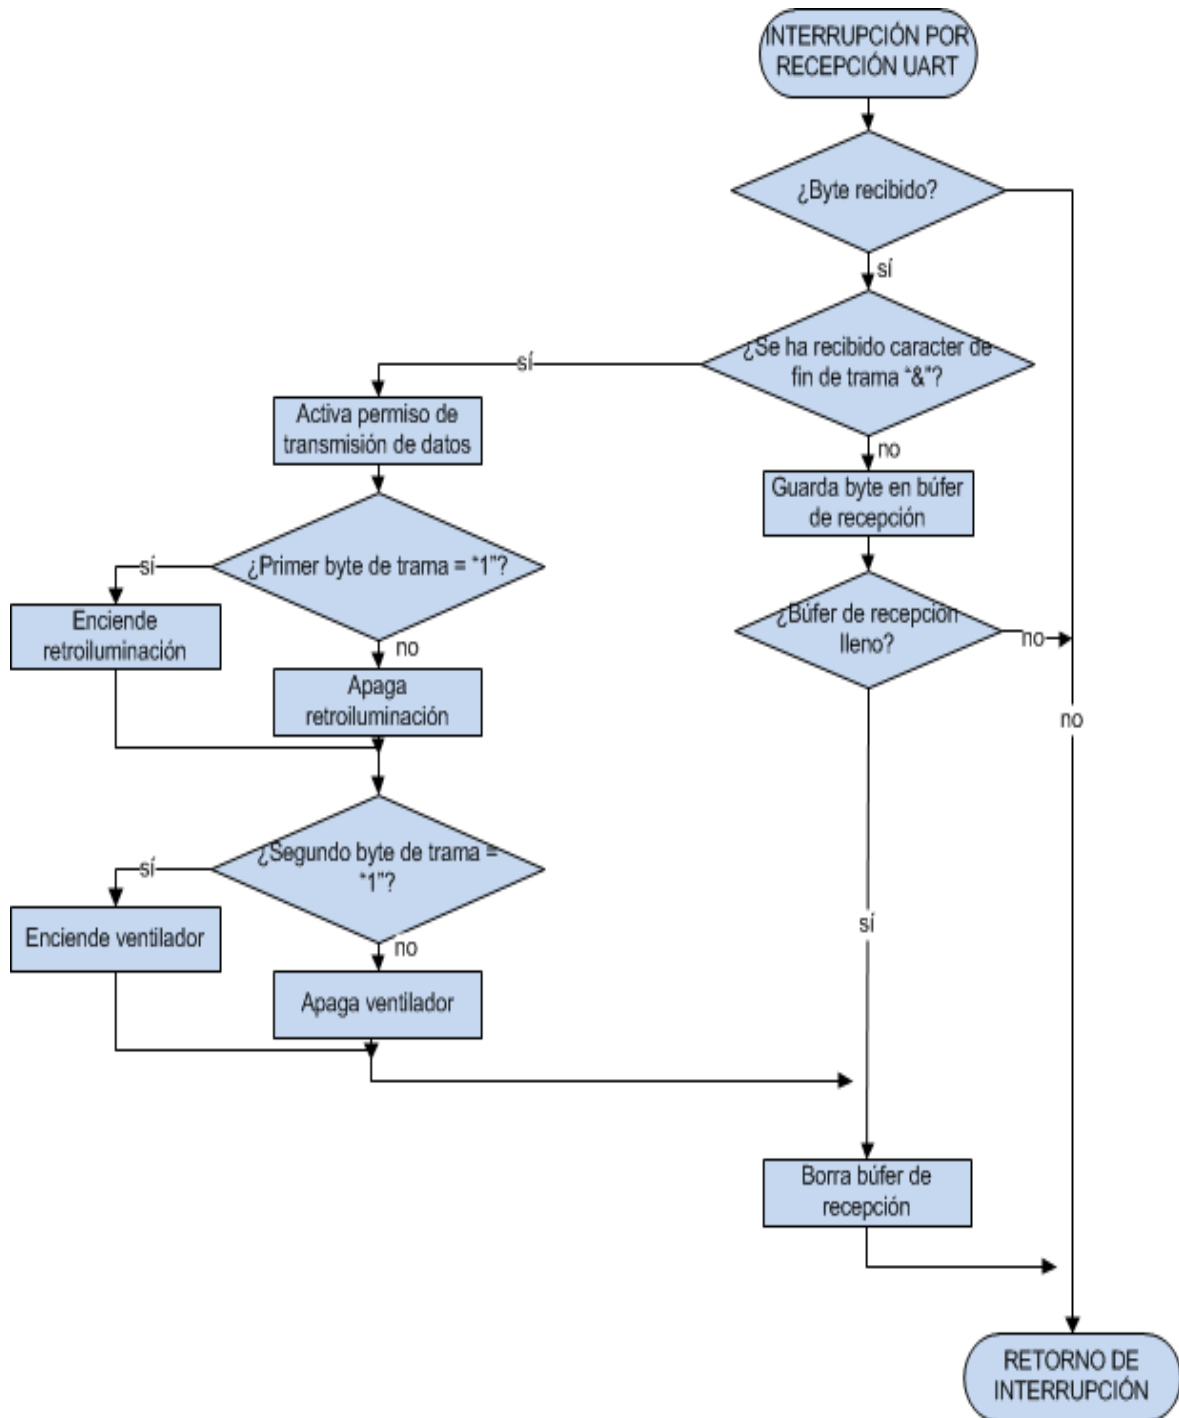 INTERRUPCIÓN POR
RECEPCIÓN UART
¿Byte recibido?
sí
¿Se ha recibido caracter de
fin de trama “&”?
sí
Activa permiso de
transmisión de datos
no
Guarda byte en búfer
de recepción
¿Primer byte de trama = “1”?
sí
Enciende
retroiluminación
no
¿Búfer de recepción
lleno?
no
Apaga
retroiluminación
no
¿Segundo byte de trama =
“1”?
sí
Enciende ventilador
no
sí
Apaga ventilador
Borra búfer de
recepción
RETORNO DE
INTERRUPCIÓN